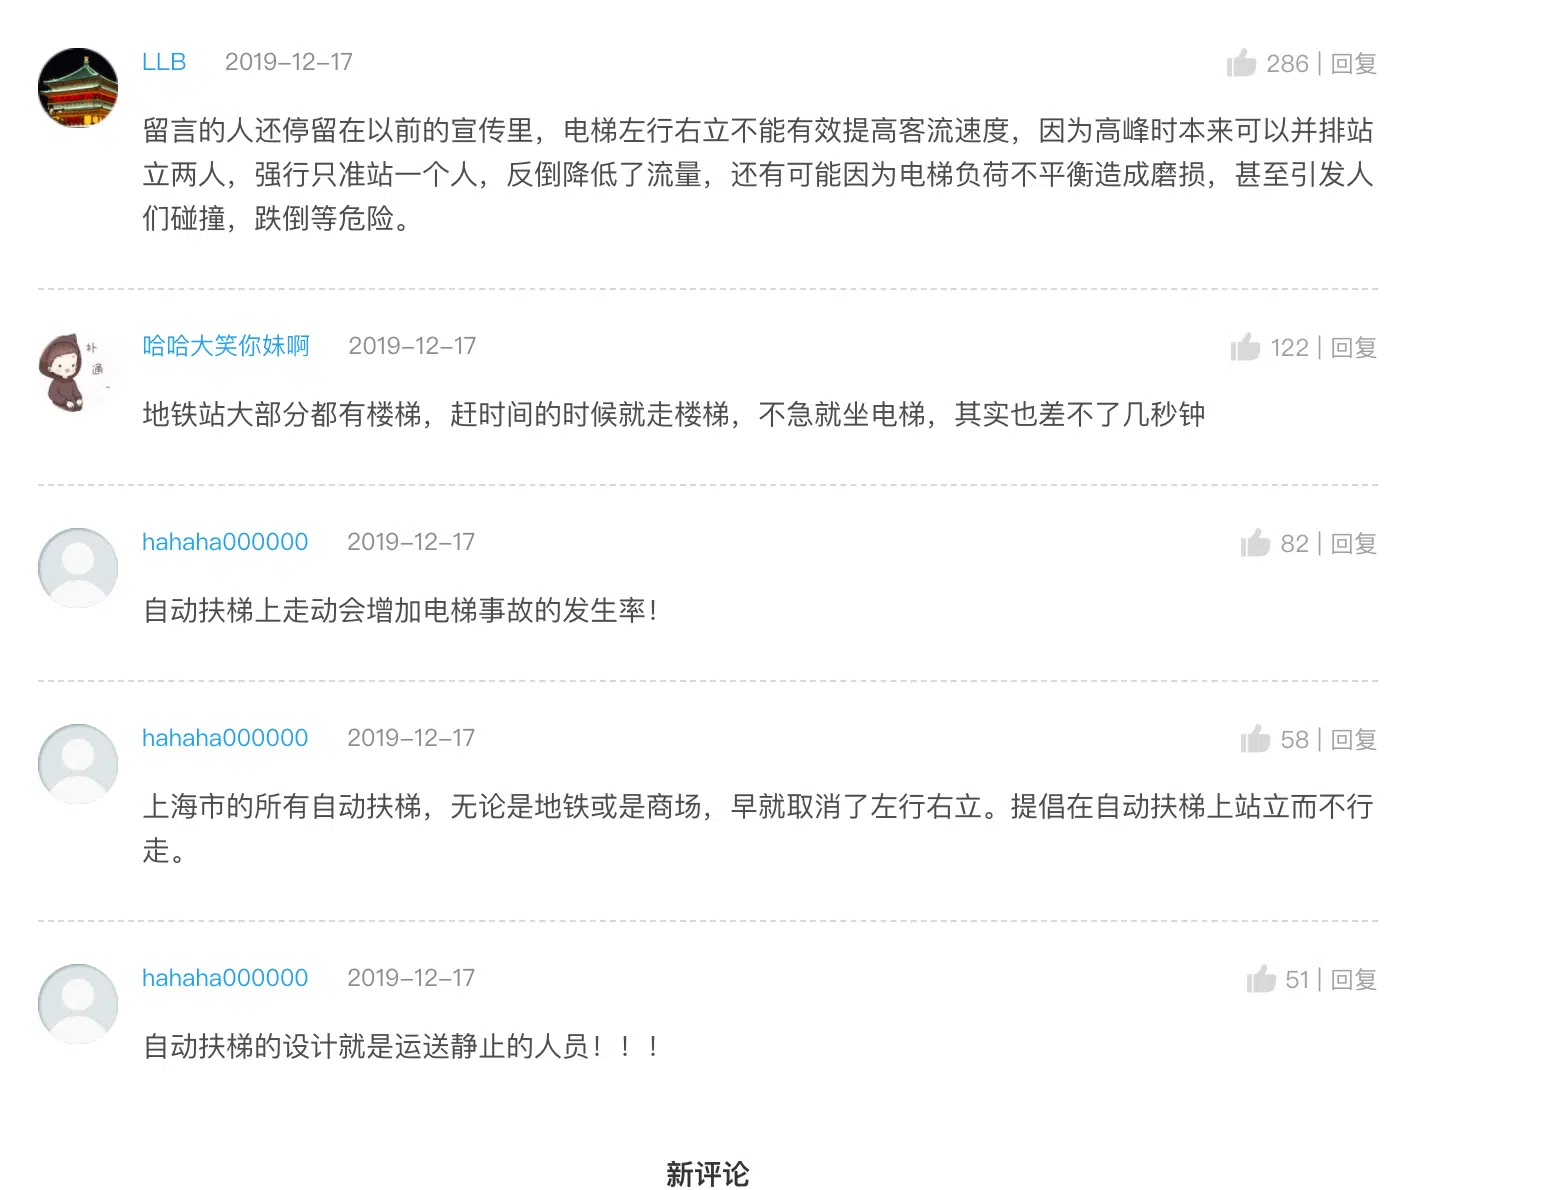 LLB 2019-12-17 286 | 回复
留言的人还停留在以前的宣传里，电梯左行右立不能有效提高客流速度，因为高峰时本来可以并排站
立两人，强行只准站一个人，反倒降低了流量，还有可能因为电梯负荷不平衡造成磨损，甚至引发人
们碰撞，跌倒等危险。
扑
通
哈哈大笑你妹啊 2019-12-17 122 | 回复
地铁站大部分都有楼梯，赶时间的时候就走楼梯，不急就坐电梯，其实也差不了几秒钟
hahaha000000 2019-12-17 82 | 回复
自动扶梯上走动会增加电梯事故的发生率！
hahaha000000 2019-12-17 58 | 回复
上海市的所有自动扶梯，无论是地铁或是商场，早就取消了左行右立。提倡在自动扶梯上站立而不行
走。
hahaha000000 2019-12-17 51 | 回复
自动扶梯的设计就是运送静止的人员！！！
新评论